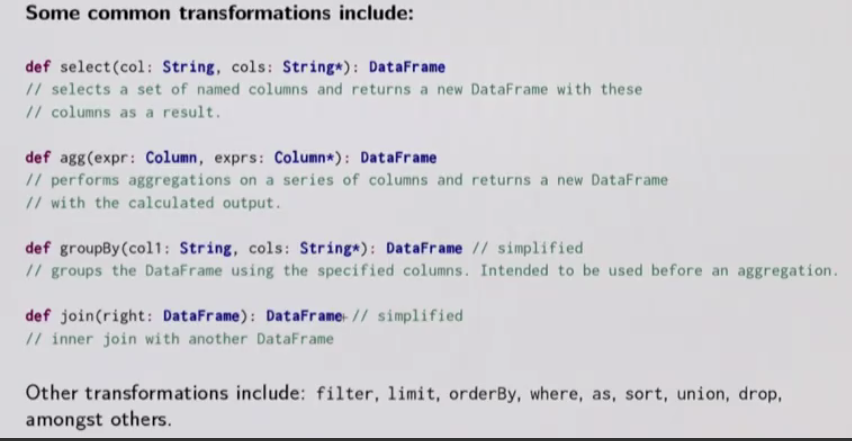 Some common transformations include:
def select(col: String, cols: String*): DataFrame
// selects a set of named columns and returns a new DataFrame with these
// columns as a result.
def agg(expr: Column, exprs: Column*): DataFrame
// performs aggregations on a series of columns and returns a new DataFrame
// with the calculated output.
def groupBy(col1: String, cols: String*): DataFrame // simplified
// groups the DataFrame using the specified columns. Intended to be used before an aggregation.
def join(right: DataFrame): DataFrame // simplified
// inner join with another DataFrame
Other transformations include: filter, limit, orderBy, where, as, sort, union, drop,
amongst others.